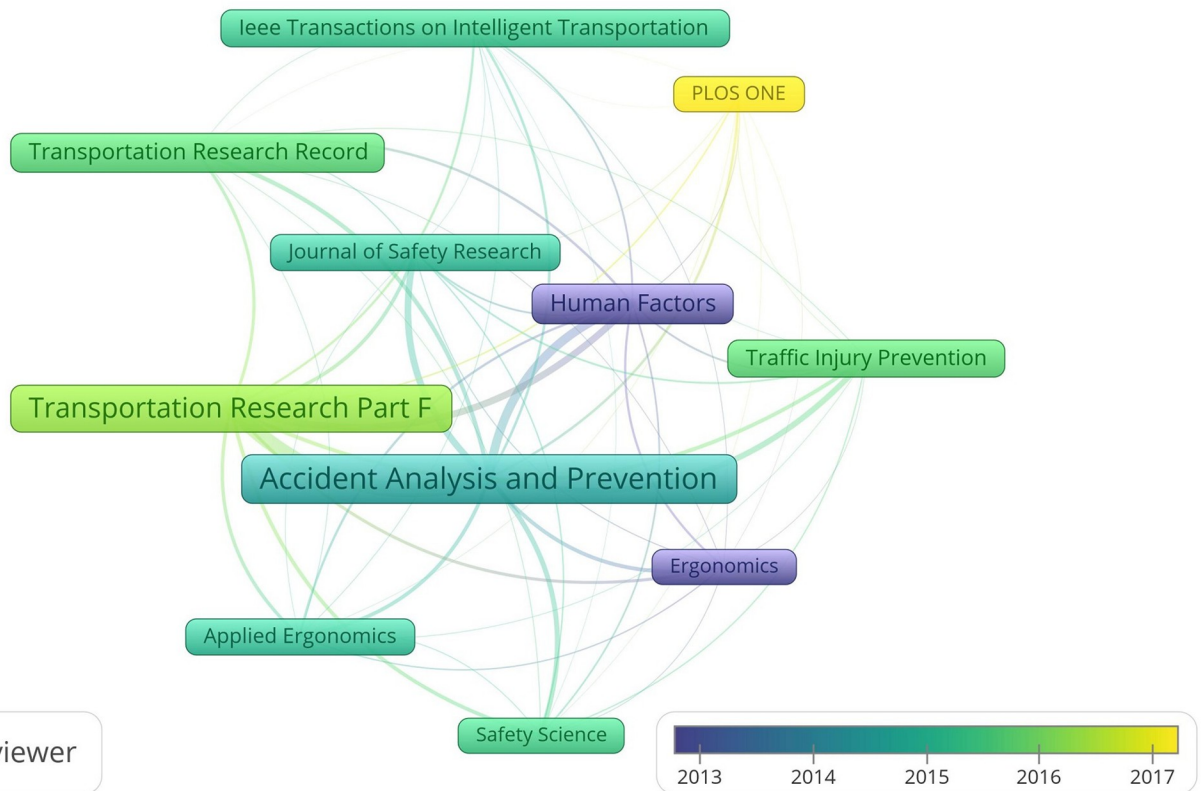 Ieee Transactions on Intelligent Transportation
PLOS ONE
Transportation Research Record
Journal of Safety Research
Human Factors
Traffic Injury Prevention
Transportation Research Part F
Accident Analysis and Prevention
Ergonomics
Applied Ergonomics
Safety Science
viewer
2013 2014 2015 2016 2017